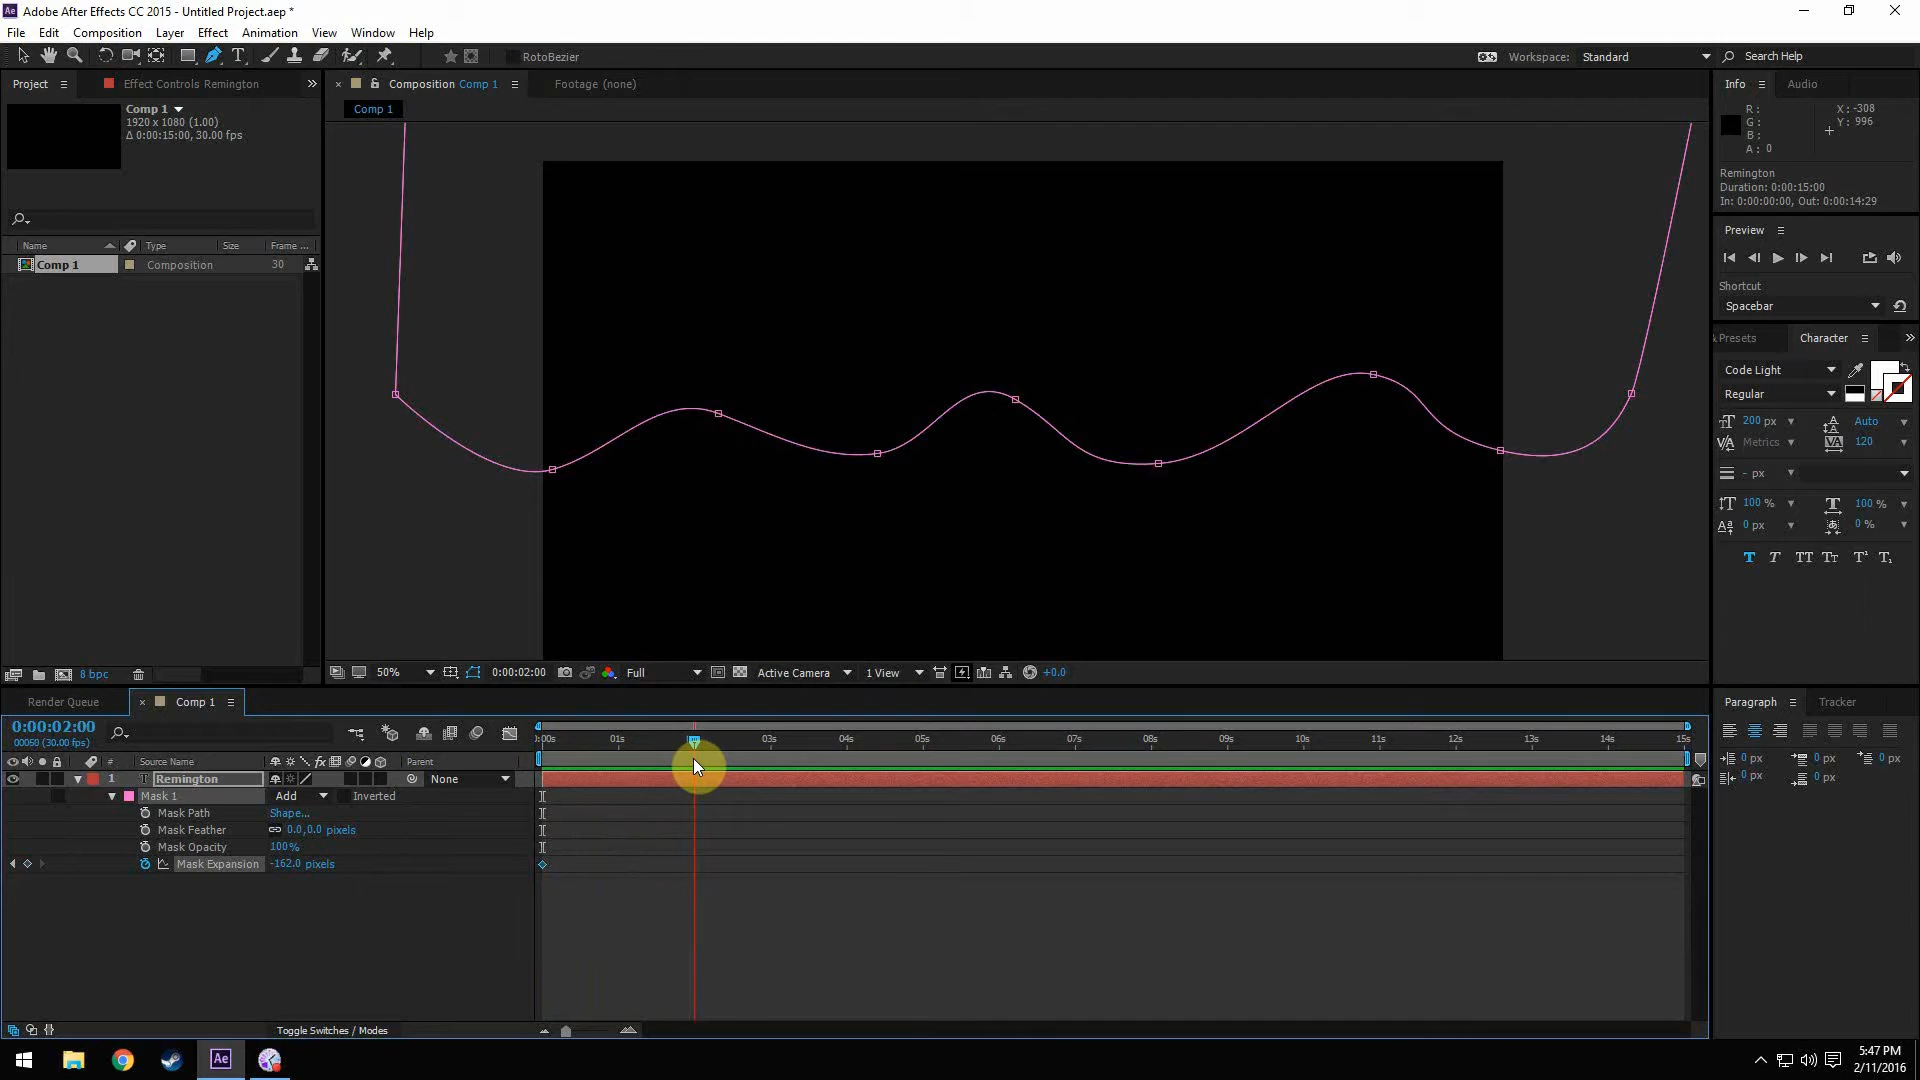 Ae Adobe After Effects CC 2015 - Untitled Project.aep *
File Edit Composition Layer Effect Animation View Window Help
T RotoBezier Workspace: Standard Search Help
Project Effect Controls Remington » × Composition Comp 1 Footage (none) Info Audio
Comp 1
1920 x 1080 (1.00)
Δ 0:00:15:00, 30.00 fps
Comp 1
R:
G:
B:
A: 0
X: -308
Y: 996
Remington
Duration: 0:00:15:00
In: 0:00:00:00, Out: 0:00:14:29
Preview
Shortcut
Spacebar
Name Type Size Frame ...
Comp 1 Composition 30
& Presets Character »
Code Light
Regular
200 px Auto
Metrics 120
- px
100 % 100 %
0 px 0 %
T T TT Tт T¹ T₁
8 bpc
50% 0:00:02:00 Full Active Camera 1 View +0.0
Render Queue × Comp 1
Paragraph Tracker
0 px 0 px 0 px
0 px 0 px
0:00:02:00
(30.00 fps)
:00s 01s 03s 04s 05s 06s 07s 08s 09s 10s 11s 12s 13s 14s 15s
# Source Name fx Parent
1 T Remington None
Mask 1 Add Inverted
Mask Path Shape...
Mask Feather 0.0,0.0 pixels
Mask Opacity 100%
Mask Expansion -162.0 pixels
Toggle Switches / Modes
Ae
5:47 PM
2/11/2016